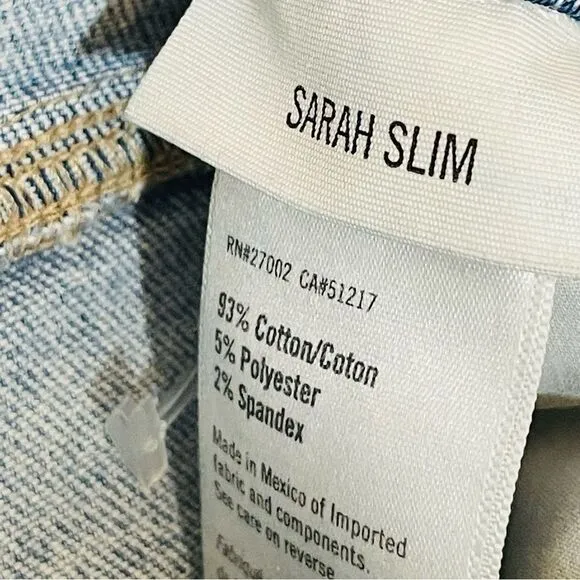 SARAH SLIM
RN#27002 CA#51217
93% Cotton/Coton
5% Polyester
2% Spandex
Made in Mexico of Imported
fabric and components.
See care on reverse